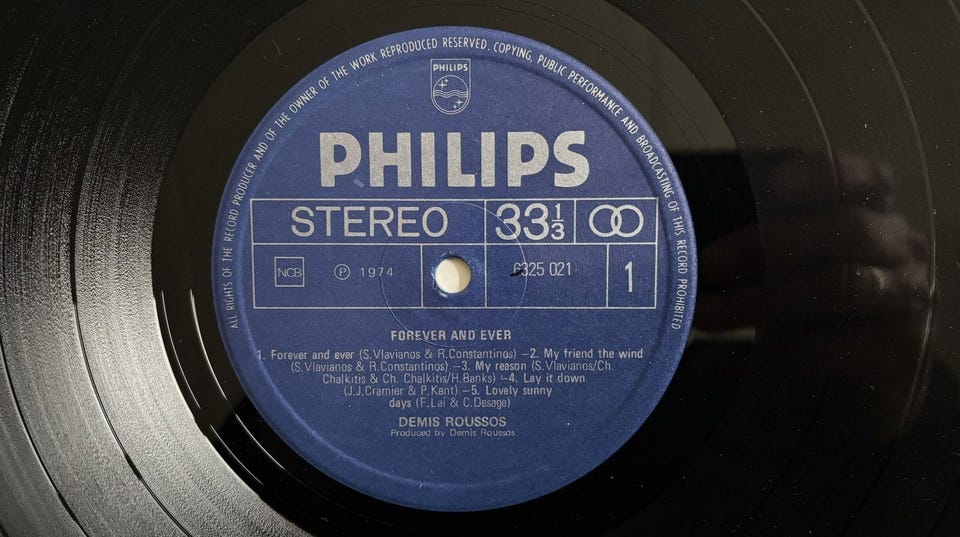 ALL RIGHTS OF THE RECORD PRODUCER AND OF THE OWNER OF THE WORK REPRODUCED RESERVED. COPYING, PUBLIC PERFORMANCE AND BROADCASTING OF THIS RECORD PROHIBITED
PHILIPS
PHILIPS
STEREO 33 1/3
NCB Ⓟ 1974 6325 021 1
FOREVER AND EVER
1. Forever and ever (S.Vlavianos & R.Constantinos) –2. My friend the wind
(S.Vlavianos & R.Constantinos) –3. My reason (S.Vlavianos/Ch.
Chalkitis & Ch. Chalkitis/H.Banks) –4. Lay it down
(J.J.Cramier & P.Kent) –5. Lovely sunny
days (F.Lai & C.Desage)
DEMIS ROUSSOS
Produced by Demis Roussos